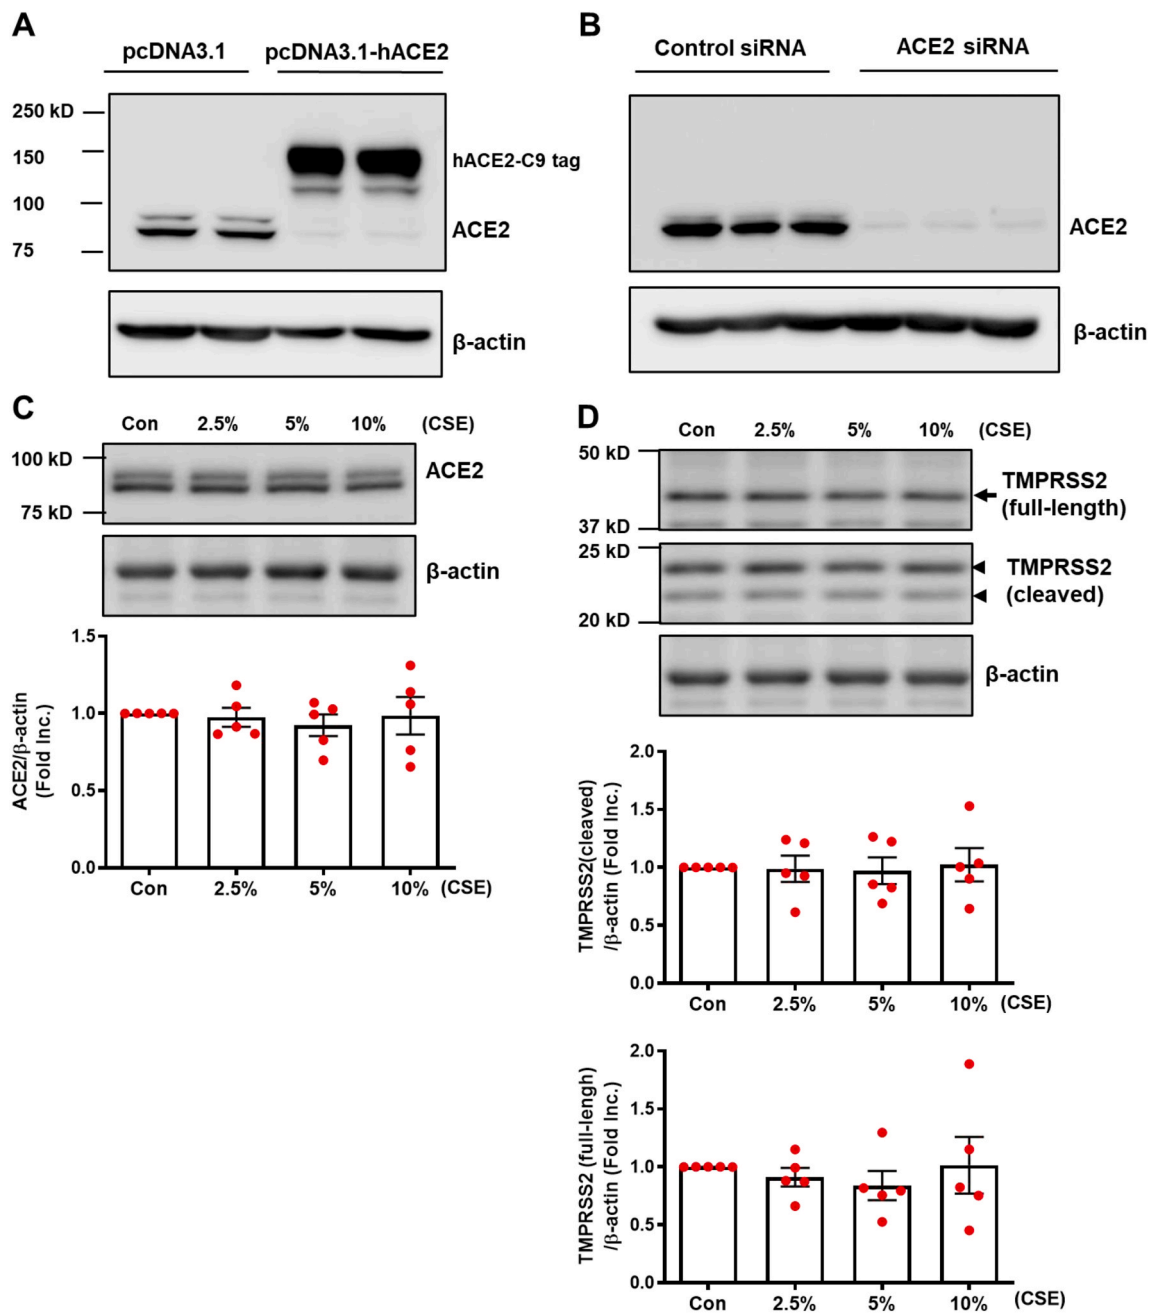 A
pcDNA3.1 pcDNA3.1-hACE2
250 kD
150
100
75
hACE2-C9 tag
ACE2
β-actin
B
Control siRNA ACE2 siRNA
ACE2
β-actin
C
Con 2.5% 5% 10% (CSE)
100 kD
75 kD
ACE2
β-actin
ACE2/β-actin
(Fold Inc.)
1.5
1.0
0.5
0.0
Con 2.5% 5% 10% (CSE)
D
Con 2.5% 5% 10% (CSE)
50 kD
37 kD
TMPRSS2
(full-length)
25 kD
20 kD
TMPRSS2
(cleaved)
β-actin
TMPRSS2(cleaved)
/β-actin (Fold Inc.)
2.0
1.5
1.0
0.5
0.0
Con 2.5% 5% 10% (CSE)
TMPRSS2 (full-lengh)
/β-actin (Fold Inc.)
2.0
1.5
1.0
0.5
0.0
Con 2.5% 5% 10% (CSE)